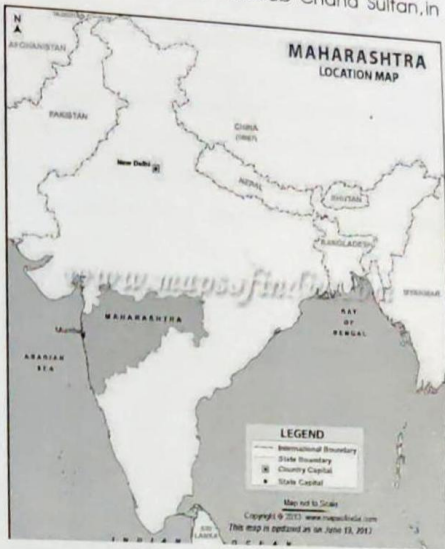 Chand Sultan, in
N
MAHARASHTRA
LOCATION MAP
AFGHANISTAN
PAKISTAN
CHINA
New Delhi
NEPAL
BHUTAN
BANGLADESH
www.mapsofindia.com
MYANMAR
MAHARASHTRA
Mumbai
BAY
OF
BENGAL
ARABIAN
SEA
LEGEND
International Boundary
State Boundary
Country Capital
State Capital
Map not to Scale
Copyright © 2013 www.mapsofindia.com
This map is updated as on June 13, 2013
SRI
LANKA
INDIAN OCEAN